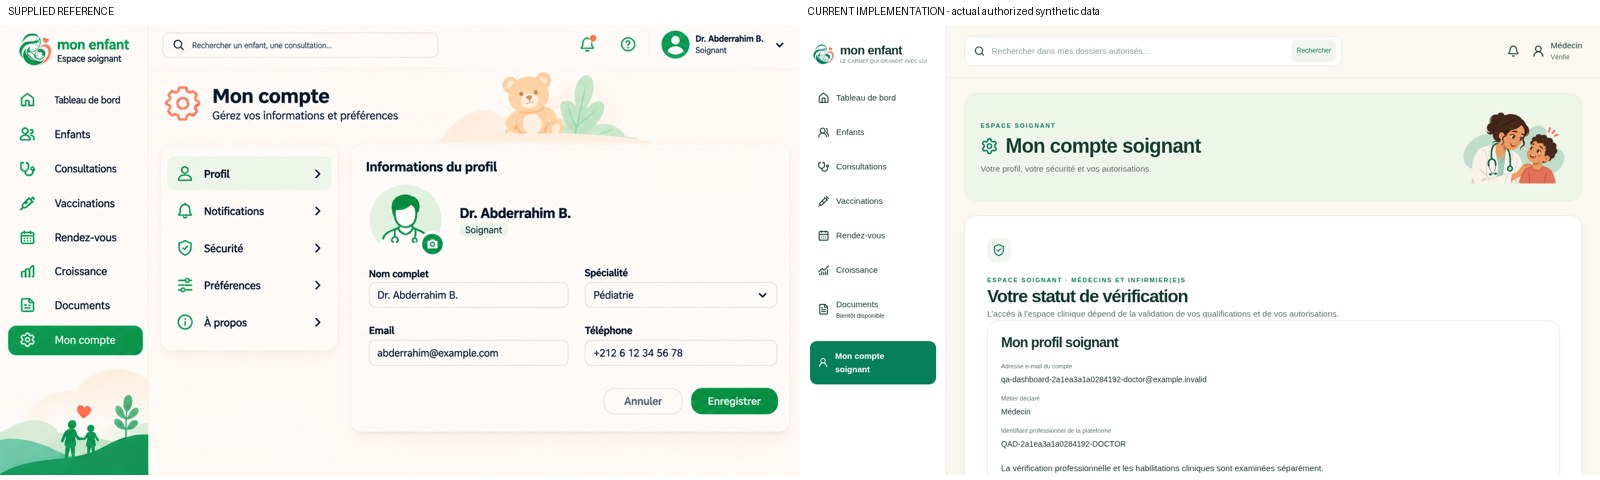 SUPPLIED REFERENCE
mon enfant
Espace soignant
Tableau de bord
Enfants
Consultations
Vaccinations
Rendez-vous
Croissance
Documents
Mon compte
Rechercher un enfant, une consultation...
Dr. Abderrahim B.
Soignant
Mon compte
Gérez vos informations et préférences
Profil
Notifications
Sécurité
Préférences
À propos
Informations du profil
Dr. Abderrahim B.
Soignant
Nom complet
Dr. Abderrahim B.
Spécialité
Pédiatrie
Email
abderrahim@example.com
Téléphone
+212 6 12 34 56 78
Annuler
Enregistrer
CURRENT IMPLEMENTATION - actual authorized synthetic data
mon enfant
LE CARNET QUI GRANDIT AVEC LUI
Tableau de bord
Enfants
Consultations
Vaccinations
Rendez-vous
Croissance
Documents
Bientôt disponible
Mon compte
soignant
Rechercher dans mes dossiers autorisés...
Rechercher
Médecin
Vérifié
ESPACE SOIGNANT
Mon compte soignant
Votre profil, votre sécurité et vos autorisations.
ESPACE SOIGNANT · MÉDECINS ET INFIRMIER(E)S
Votre statut de vérification
L'accès à l'espace clinique dépend de la validation de vos qualifications et de vos autorisations.
Mon profil soignant
Adresse e-mail du compte
qa-dashboard-2a1ea3a1a0284192-doctor@example.invalid
Métier déclaré
Médecin
Identifiant professionnel de la plateforme
QAD-2a1ea3a1a0284192-DOCTOR
La vérification professionnelle et les habilitations cliniques sont examinées séparément.